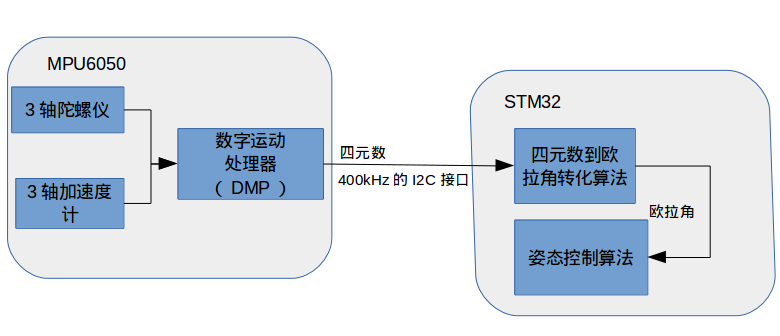 MPU6050
3 轴陀螺仪
3 轴加速度
计
数字运动
处理器
（ DMP ）
四元数
400kHz 的 I2C 接口
STM32
四元数到欧
拉角转化算法
欧拉角
姿态控制算法